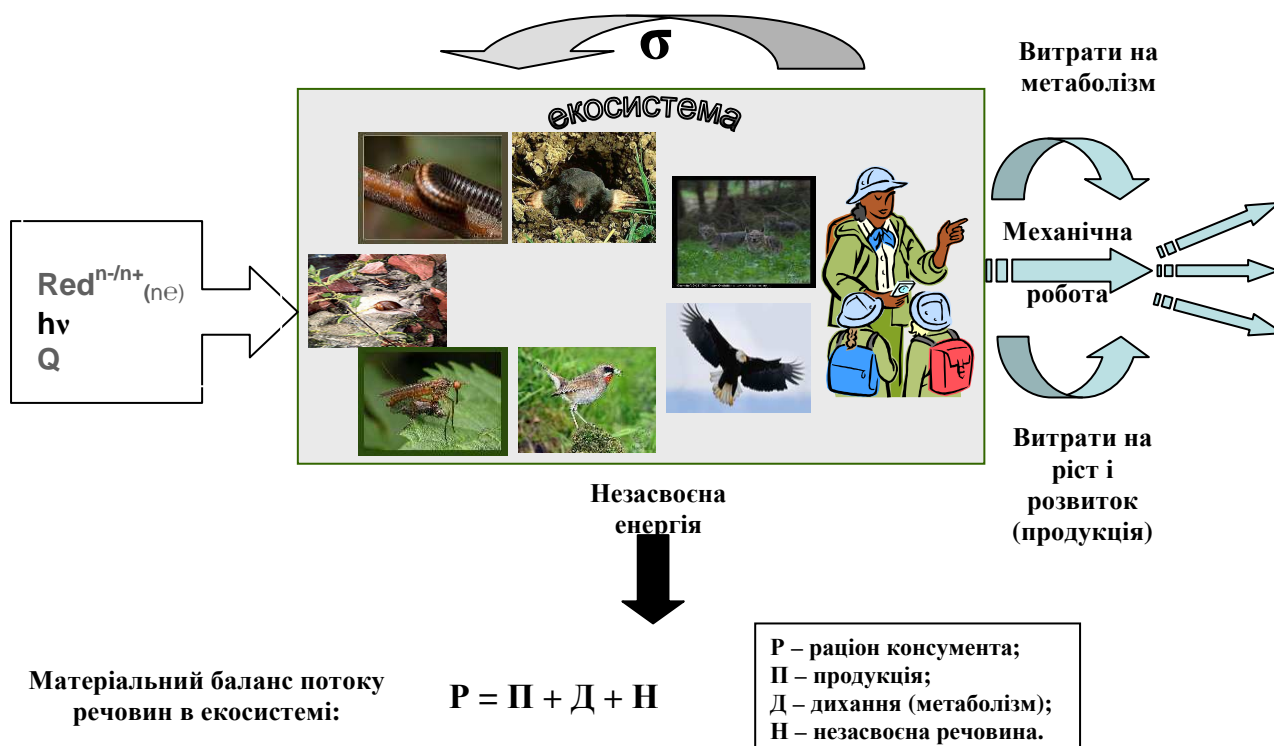 σ
екосистема
Витрати на
метаболізм
Red^n-/n+ (ne)
hν
Q
Механічна
робота
Витрати на
ріст і
розвиток
(продукція)
Незасвоєна
енергія
Матеріальний баланс потоку
речовин в екосистемі:
Р = П + Д + Н
Р – раціон консумента;
П – продукція;
Д – дихання (метаболізм);
Н – незасвоєна речовина.